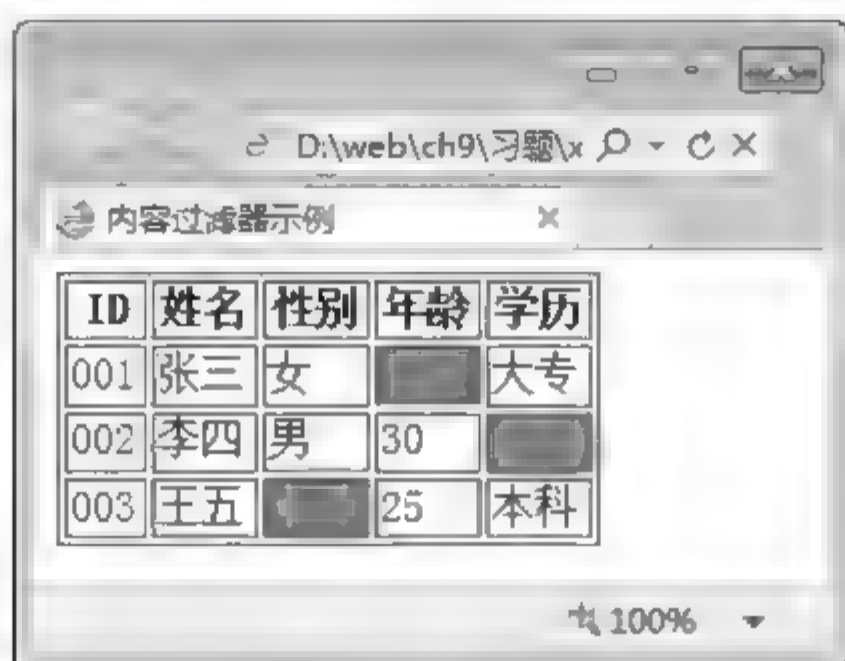 D:\web\ch9\习题\x
内容过滤器示例
ID 姓名 性别 年龄 学历
001 张三 女 大专
002 李四 男 30
003 王五 25 本科
100%